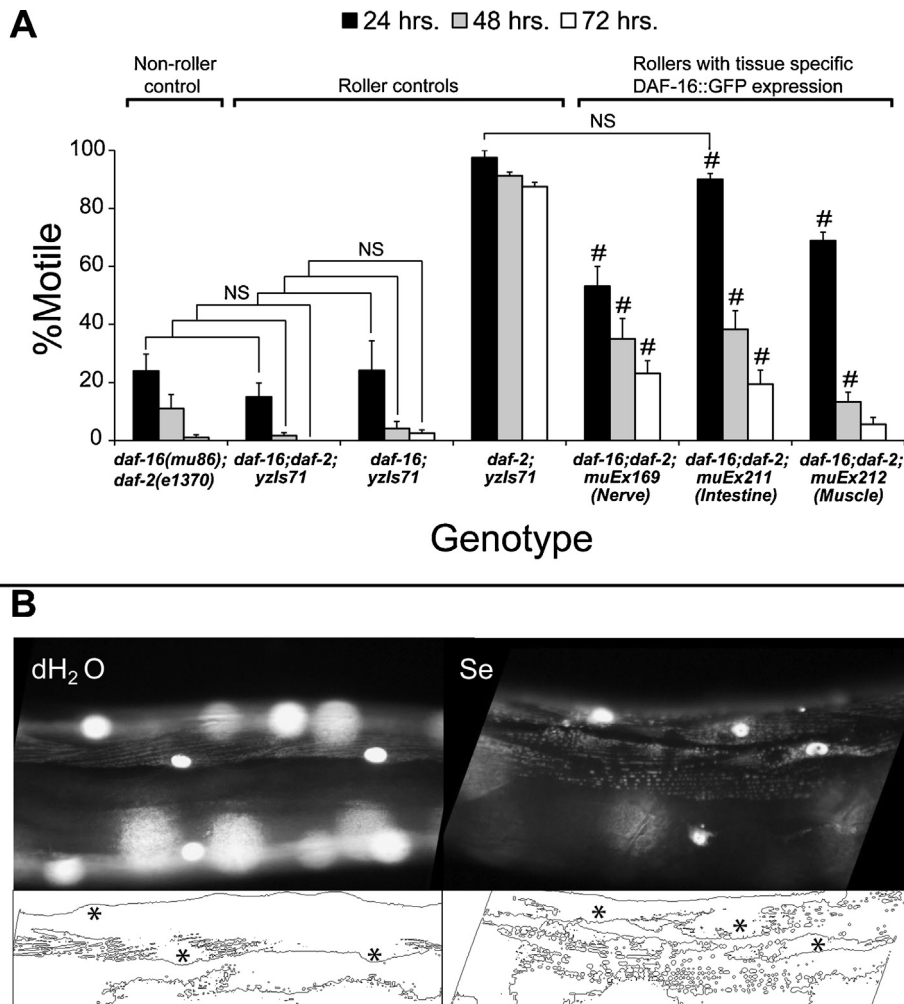 A
24 hrs. 48 hrs. 72 hrs.
Non-roller
control
Roller controls
Rollers with tissue specific
DAF-16::GFP expression
NS
100
80
60
40
20
0
%Motile
NS
NS
#
#
#
#
#
#
#
#
daf-16(mu86);
daf-2(e1370)
daf-16;daf-2;
yzIs71
daf-16;
yzIs71
daf-2;
yzIs71
daf-16;daf-2;
muEx169
(Nerve)
daf-16;daf-2;
muEx211
(Intestine)
daf-16;daf-2;
muEx212
(Muscle)
Genotype
B
dH₂O
Se
* * *
* * *